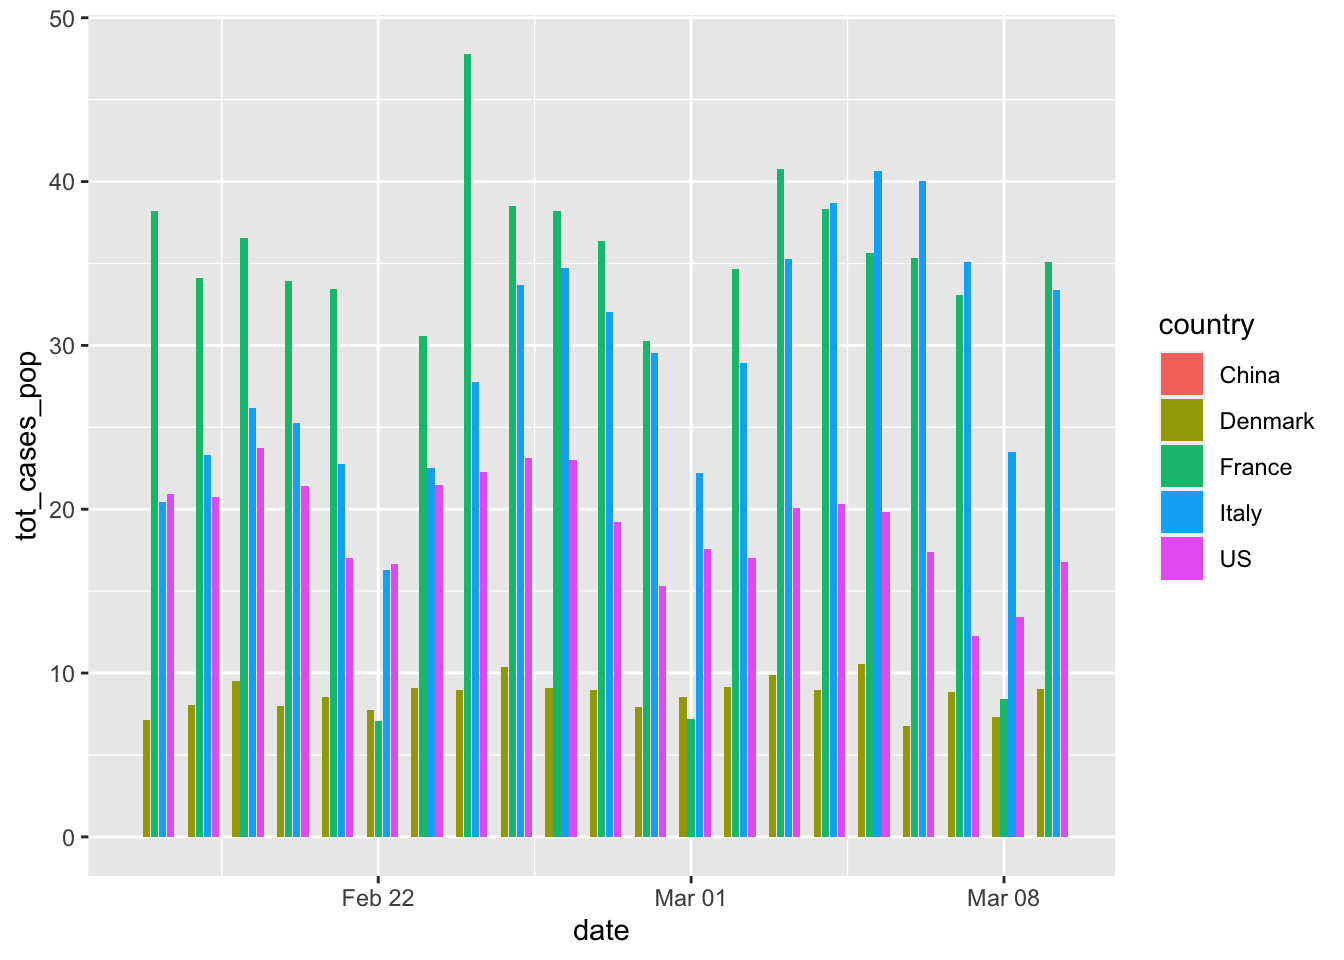 50
40
30
20
10
0
tot_cases_pop
Feb 22
Mar 01
Mar 08
date
country
China
Denmark
France
Italy
US